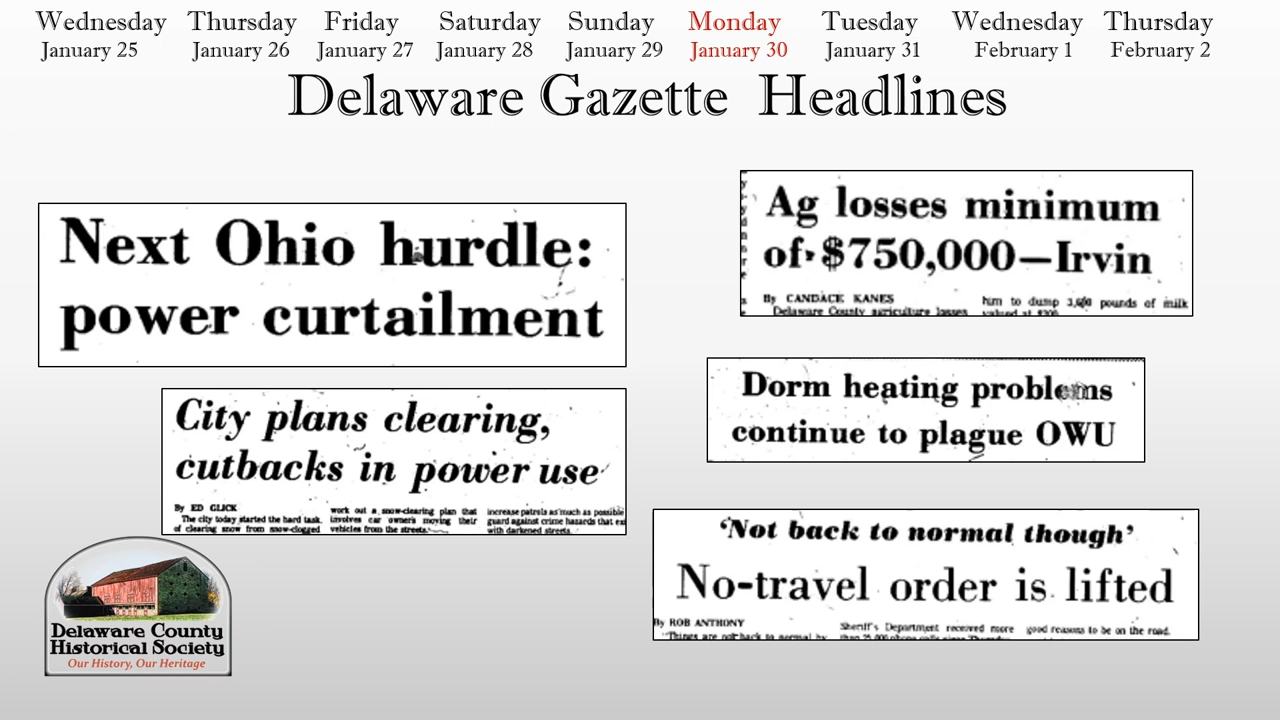 Wednesday Thursday Friday Saturday Sunday Monday Tuesday Wednesday Thursday
January 25 January 26 January 27 January 28 January 29 January 30 January 31 February 1 February 2
Delaware Gazette Headlines
Next Ohio hurdle:
power curtailment
City plans clearing,
cutbacks in power use
By ED GLICK
The city today started the hard task
of clearing snow from snow-clogged
work out a snow-clearing plan that
involves car owners moving their
vehicles from the streets.
increase patrols as much as possible
guard against crime hazards that
with darkened streets.
Ag losses minimum
of $750,000—Irvin
By CANDACE KANES
Delaware County agriculture losses
him to dump 3,600 pounds of milk
valued at
Dorm heating problems
continue to plague OWU
'Not back to normal though'
No-travel order is lifted
By ROB ANTHONY
"Things are not back to normal by
Sheriff's Department received more
than 25,000 phone calls since Thursday
good reasons to be on the road.
Delaware County
Historical Society
Our History, Our Heritage